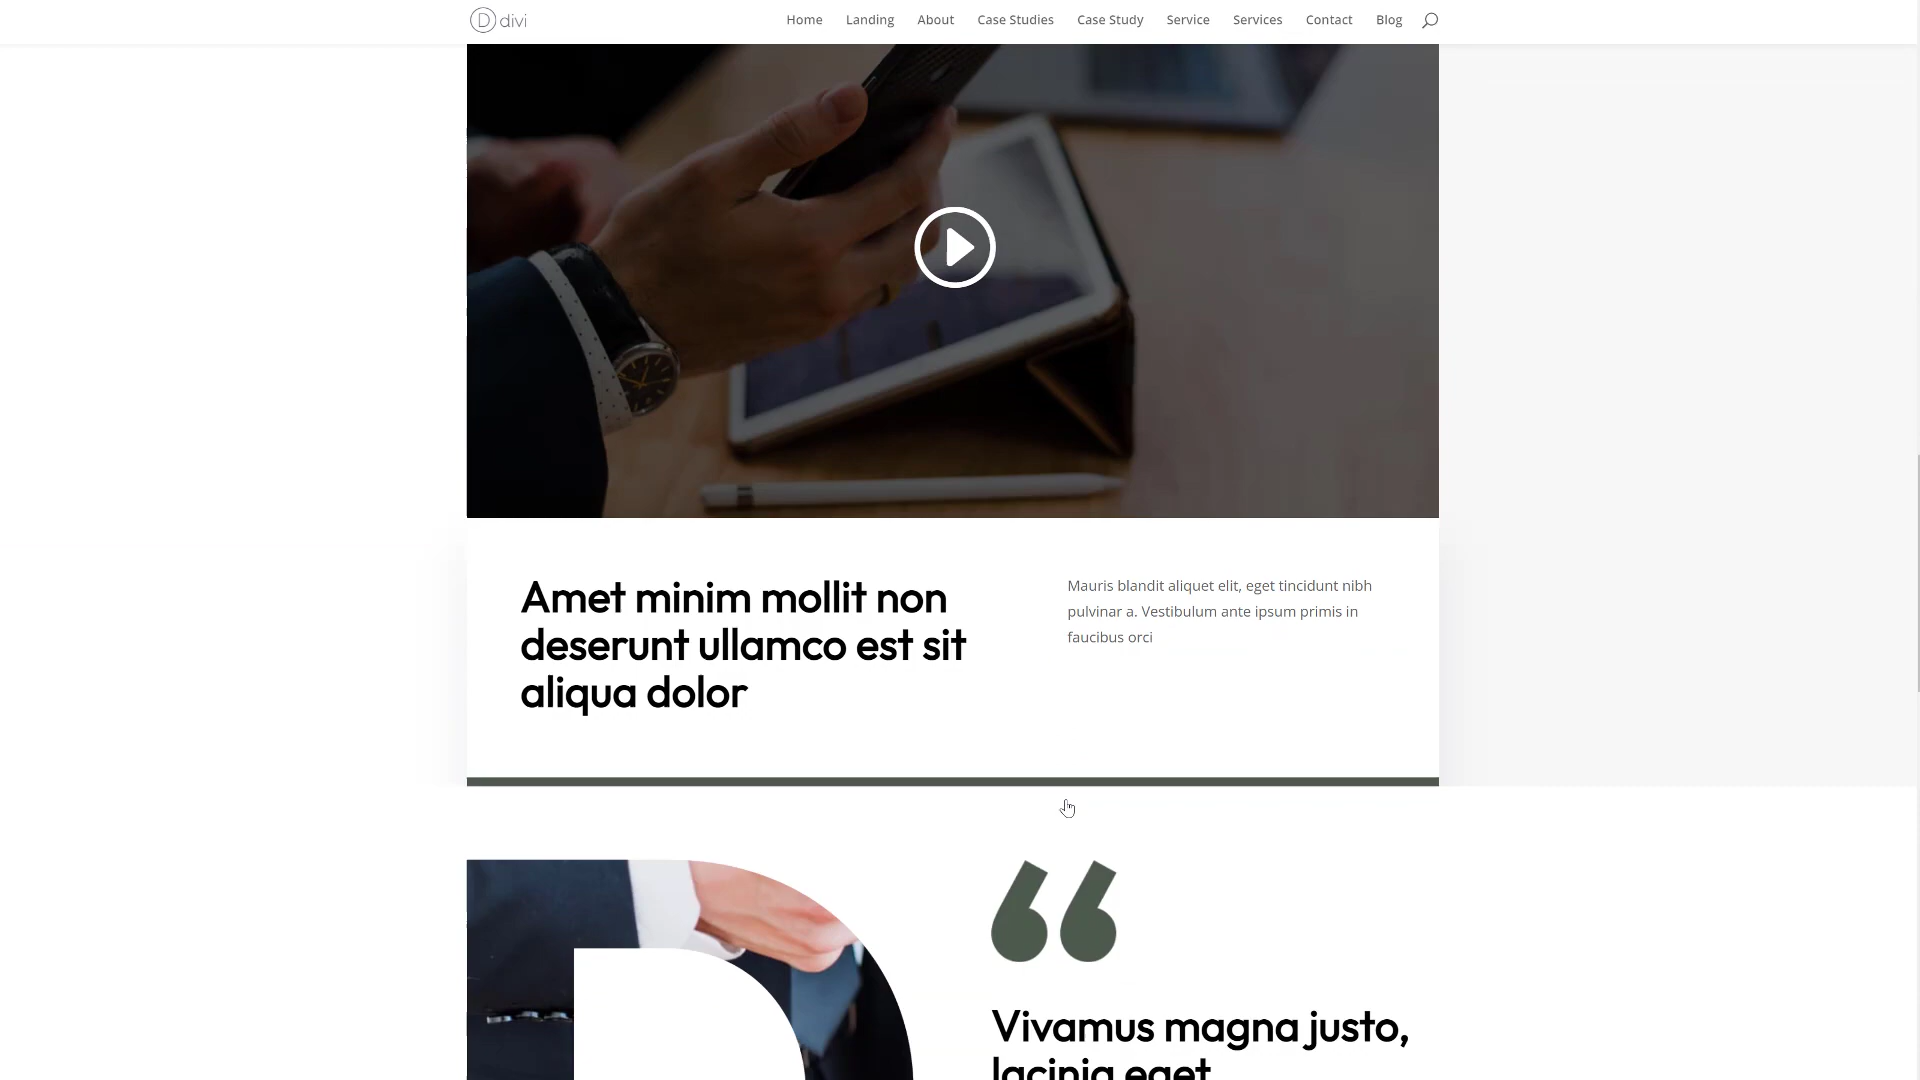 D divi
Home Landing About Case Studies Case Study Service Services Contact Blog
Amet minim mollit non
deserunt ullamco est sit
aliqua dolor
Mauris blandit aliquet elit, eget tincidunt nibh
pulvinar a. Vestibulum ante ipsum primis in
faucibus orci
“
Vivamus magna justo,
lacinia eget